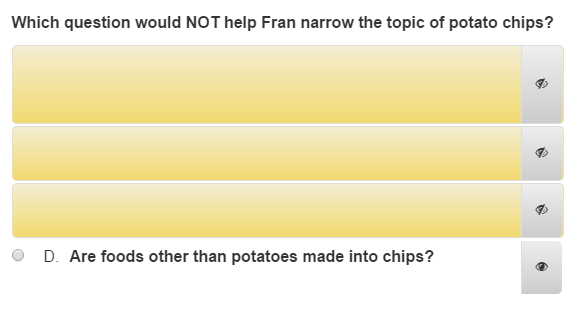 Which question would NOT help Fran narrow the topic of potato chips?
D. Are foods other than potatoes made into chips?